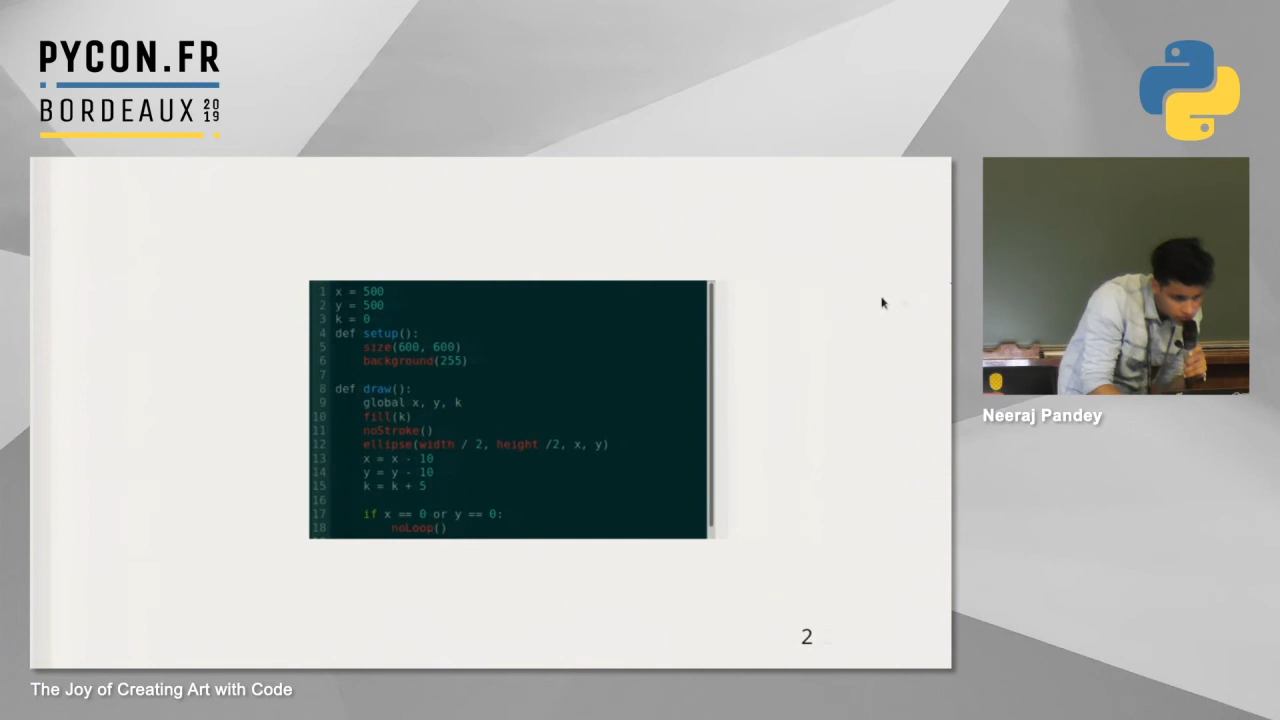 PYCON.FR
BORDEAUX 2019
1 x = 500
2 y = 500
3 k = 0
4 def setup():
5     size(600, 600)
6     background(255)
7
8 def draw():
9     global x, y, k
10     fill(k)
11     noStroke()
12     ellipse(width / 2, height /2, x, y)
13     x = x - 10
14     y = y - 10
15     k = k + 5
16
17     if x == 0 or y == 0:
18         noLoop()
2
Neeraj Pandey
The Joy of Creating Art with Code